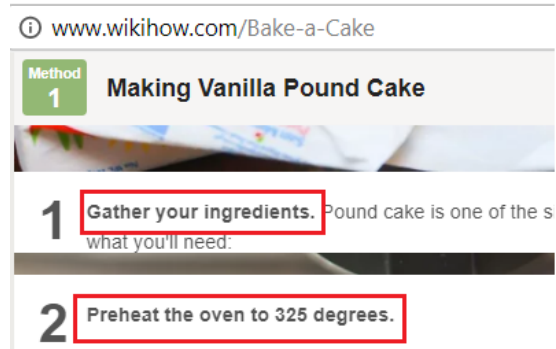 www.wikihow.com/Bake-a-Cake
Method
1
Making Vanilla Pound Cake
1
Gather your ingredients. Pound cake is one of the s
what you'll need:
2
Preheat the oven to 325 degrees.